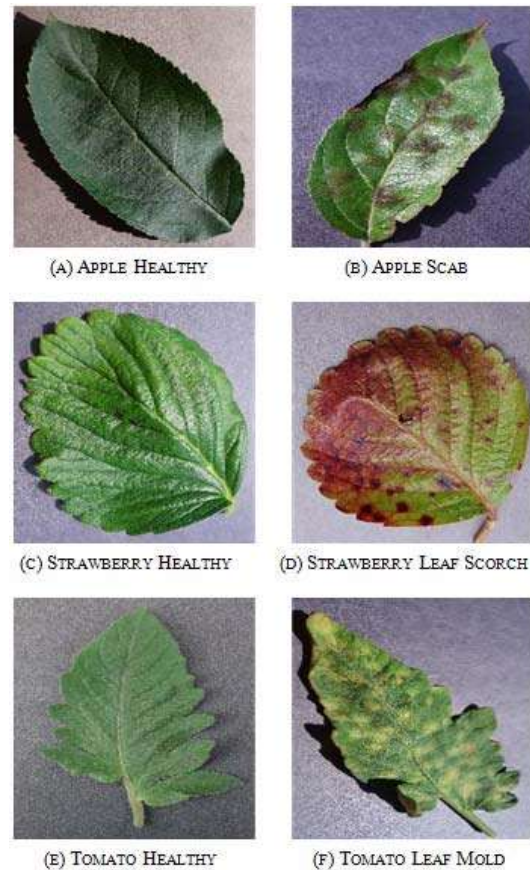 (A) APPLE HEALTHY
(B) APPLE SCAB
(C) STRAWBERRY HEALTHY
(D) STRAWBERRY LEAF SCORCH
(E) TOMATO HEALTHY
(F) TOMATO LEAF MOLD